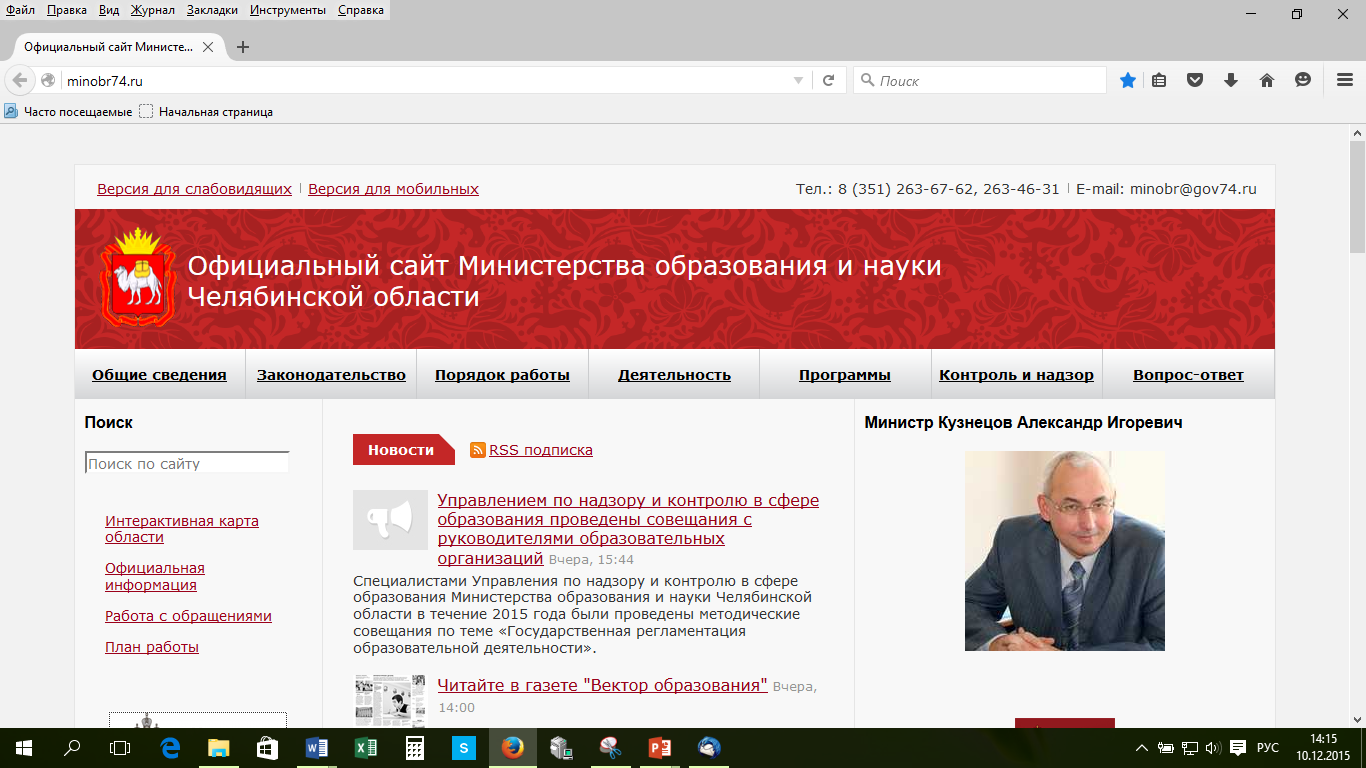 Файл Правка Вид Журнал Закладки Инструменты Справка
Официальный сайт Министе...
minobr74.ru
Поиск
Часто посещаемые Начальная страница
Версия для слабовидящих | Версия для мобильных
Тел.: 8 (351) 263-67-62, 263-46-31 | E-mail: minobr@gov74.ru
Официальный сайт Министерства образования и науки
Челябинской области
Общие сведения Законодательство Порядок работы Деятельность Программы Контроль и надзор Вопрос-ответ
Поиск
Поиск по сайту
Интерактивная карта
области
Официальная
информация
Работа с обращениями
План работы
Новости
RSS подписка
Управлением по надзору и контролю в сфере
образования проведены совещания с
руководителями образовательных
организаций Вчера, 15:44
Специалистами Управления по надзору и контролю в сфере
образования Министерства образования и науки Челябинской
области в течение 2015 года были проведены методические
совещания по теме «Государственная регламентация
образовательной деятельности».
Читайте в газете "Вектор образования" Вчера,
14:00
Министр Кузнецов Александр Игоревич
РУС
14:15
10.12.2015